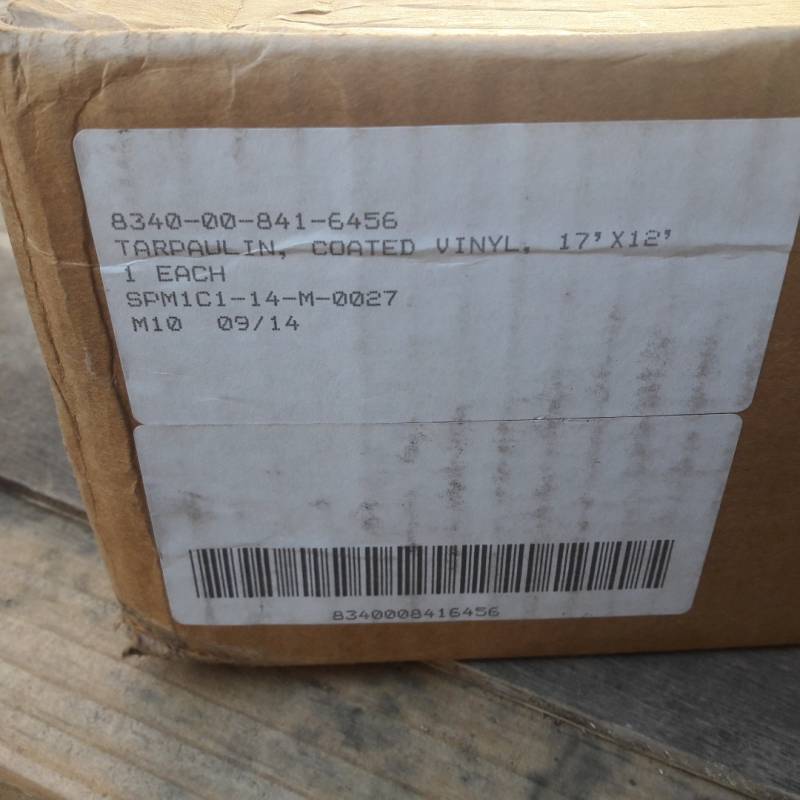 8340-00-841-6456
TARPAULIN, COATED VINYL, 17'X12'
1 EACH
SPM1C1-14-M-0027
M10 09/14
8340008416456